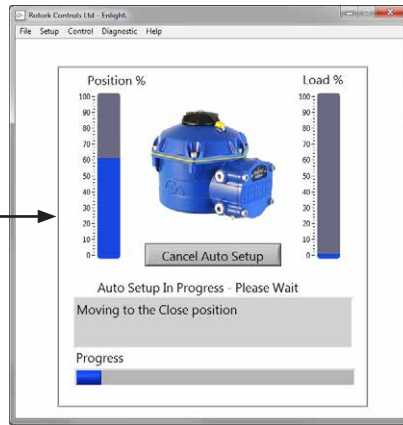 Rotork Controls Ltd - Enlight.
File Setup Control Diagnostic Help
Position %
Load %
100
90
80
70
60
50
40
30
20
10
0
100
90
80
70
60
50
40
30
20
10
0
Cancel Auto Setup
Auto Setup In Progress - Please Wait
Moving to the Close position
Progress